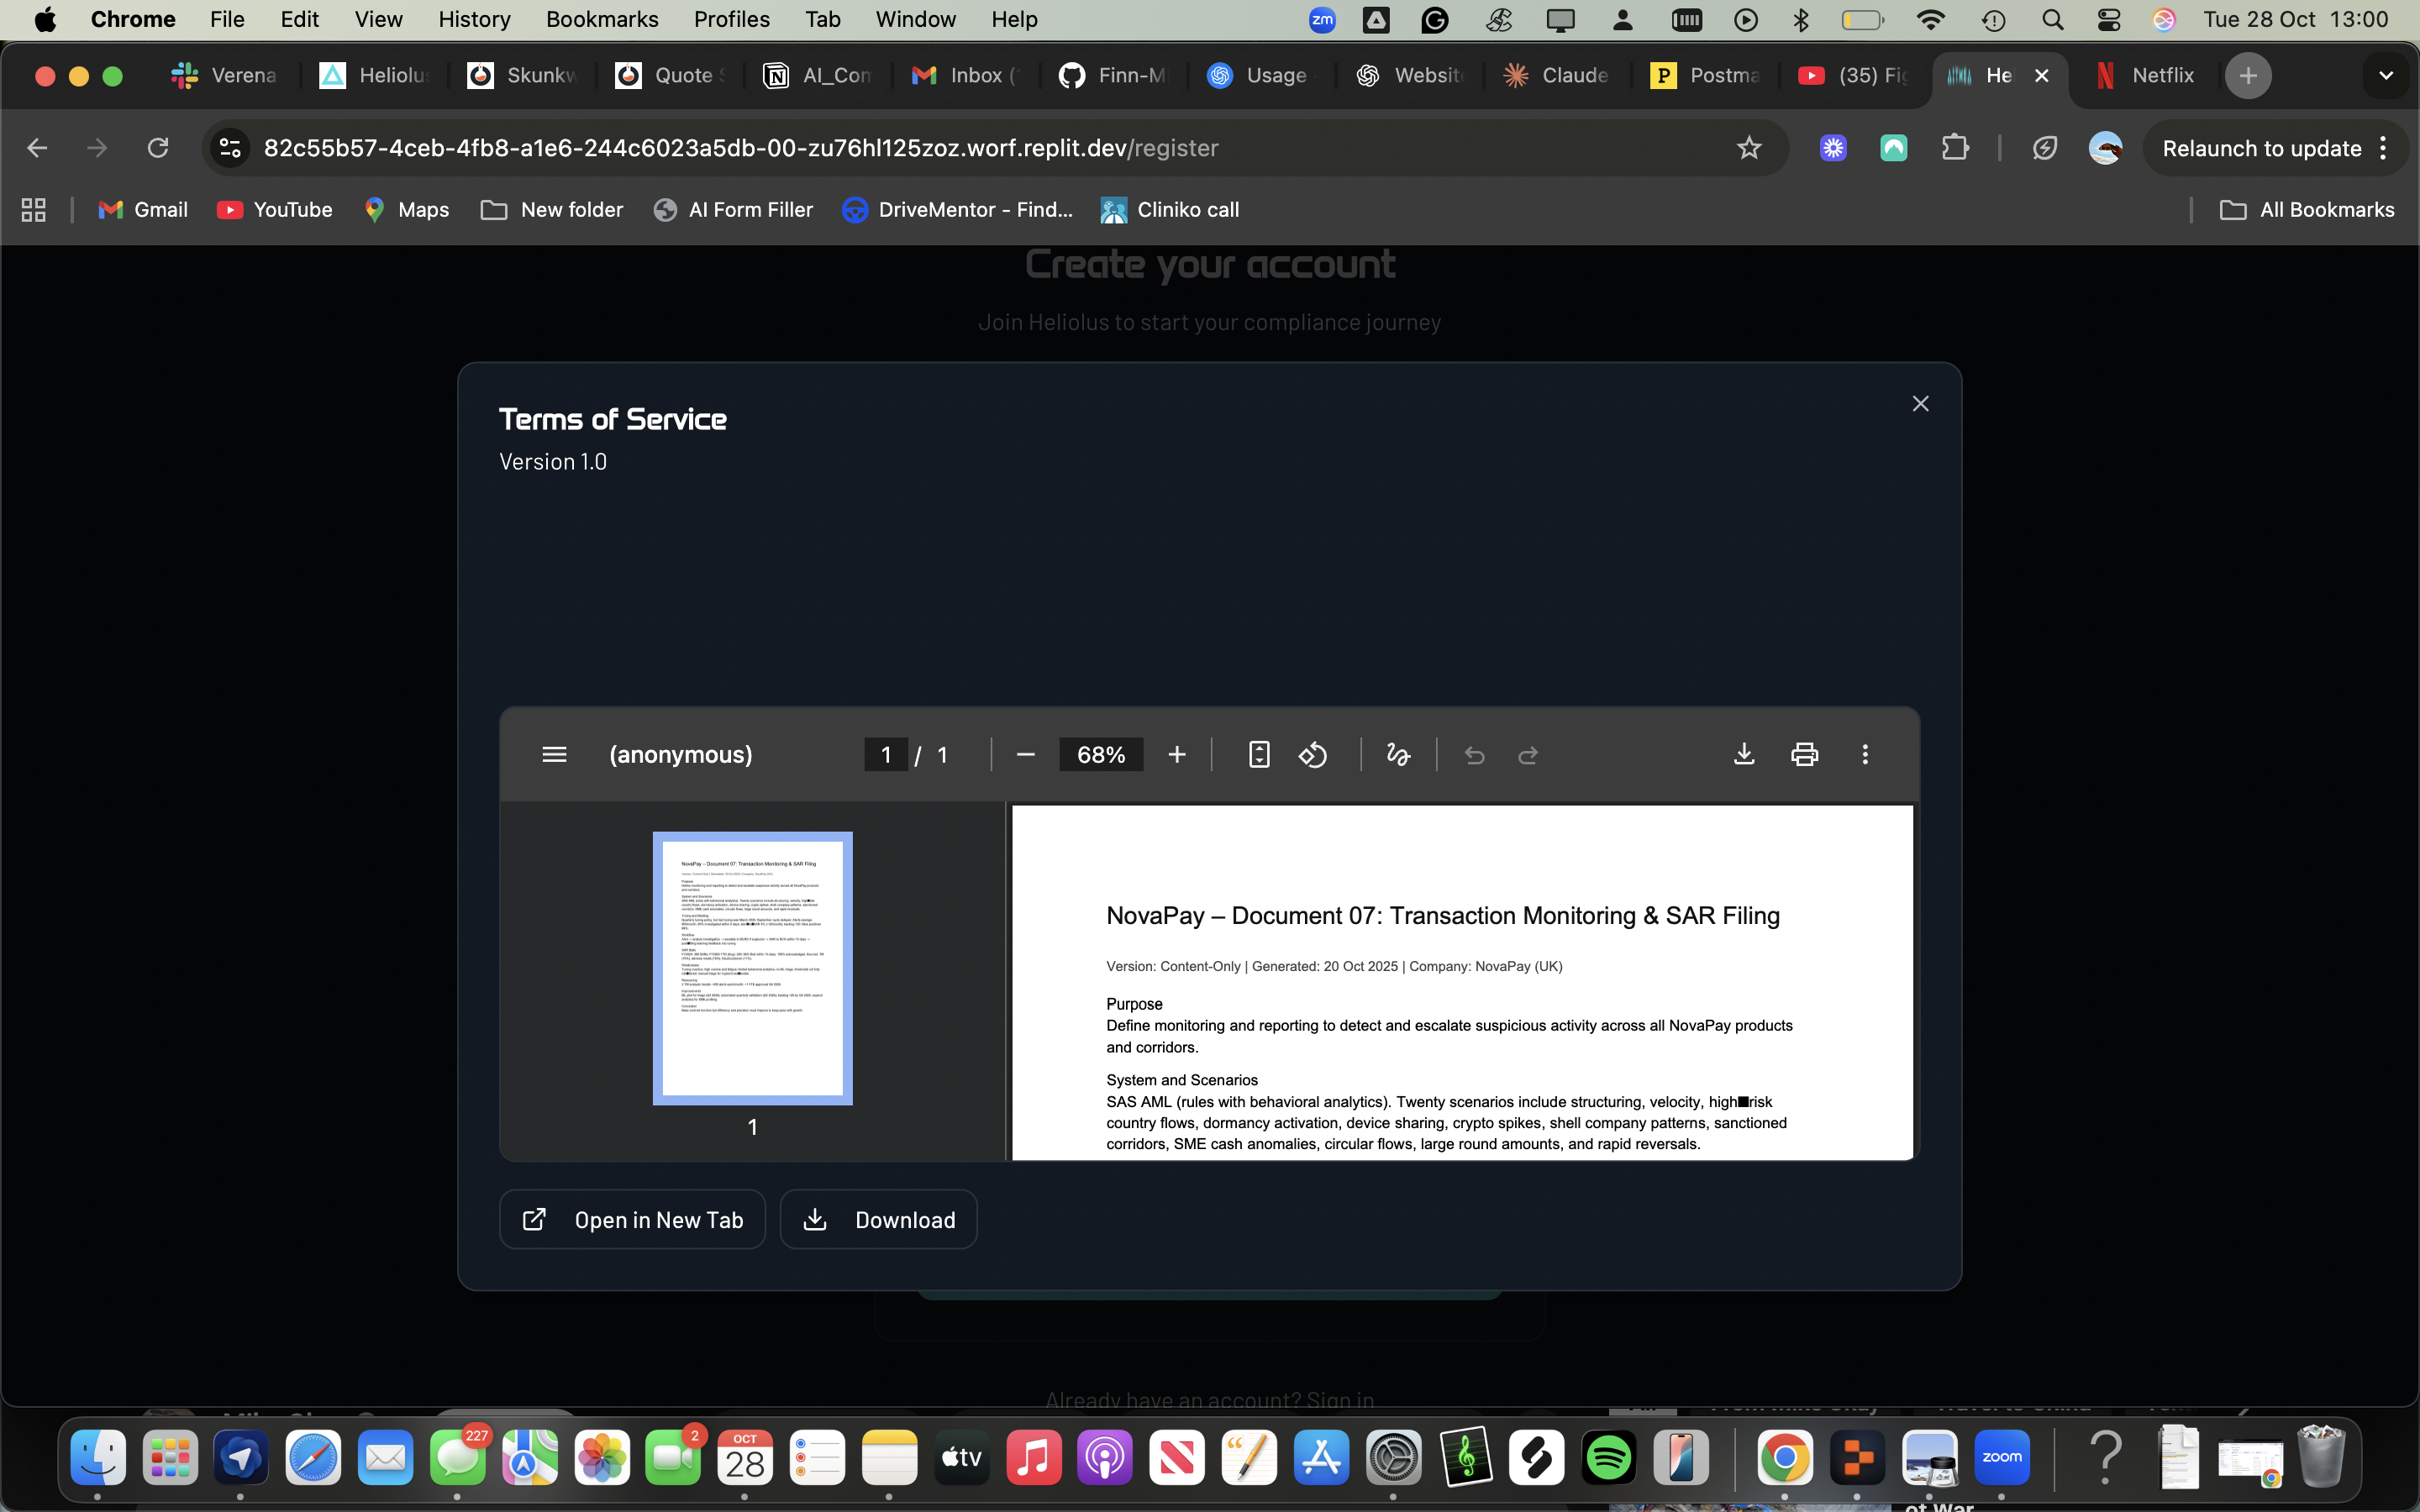 Chrome File Edit View History Bookmarks Profiles Tab Window Help zm Tue 28 Oct 13:00
Verena Heliolus Skunkw Quote S AI_Con Inbox ( Finn-M Usage Website Claude Postma (35) Fig He Netflix
82c55b57-4ceb-4fb8-a1e6-244c6023a5db-00-zu76hl125zoz.worf.replit.dev/register Relaunch to update
Gmail YouTube Maps New folder AI Form Filler DriveMentor - Find... Cliniko call All Bookmarks
Create your account
Join Heliolus to start your compliance journey
Terms of Service
Version 1.0
(anonymous) 1 / 1 68%
1
NovaPay – Document 07: Transaction Monitoring & SAR Filing
Version: Content-Only | Generated: 20 Oct 2025 | Company: NovaPay (UK)
Purpose
Define monitoring and reporting to detect and escalate suspicious activity across all NovaPay products
and corridors.
System and Scenarios
SAS AML (rules with behavioral analytics). Twenty scenarios include structuring, velocity, high■risk
country flows, dormancy activation, device sharing, crypto spikes, shell company patterns, sanctioned
corridors, SME cash anomalies, circular flows, large round amounts, and rapid reversals.
Open in New Tab Download
Already have an account? Sign in
227 2 OCT 28 tv zoom
of War